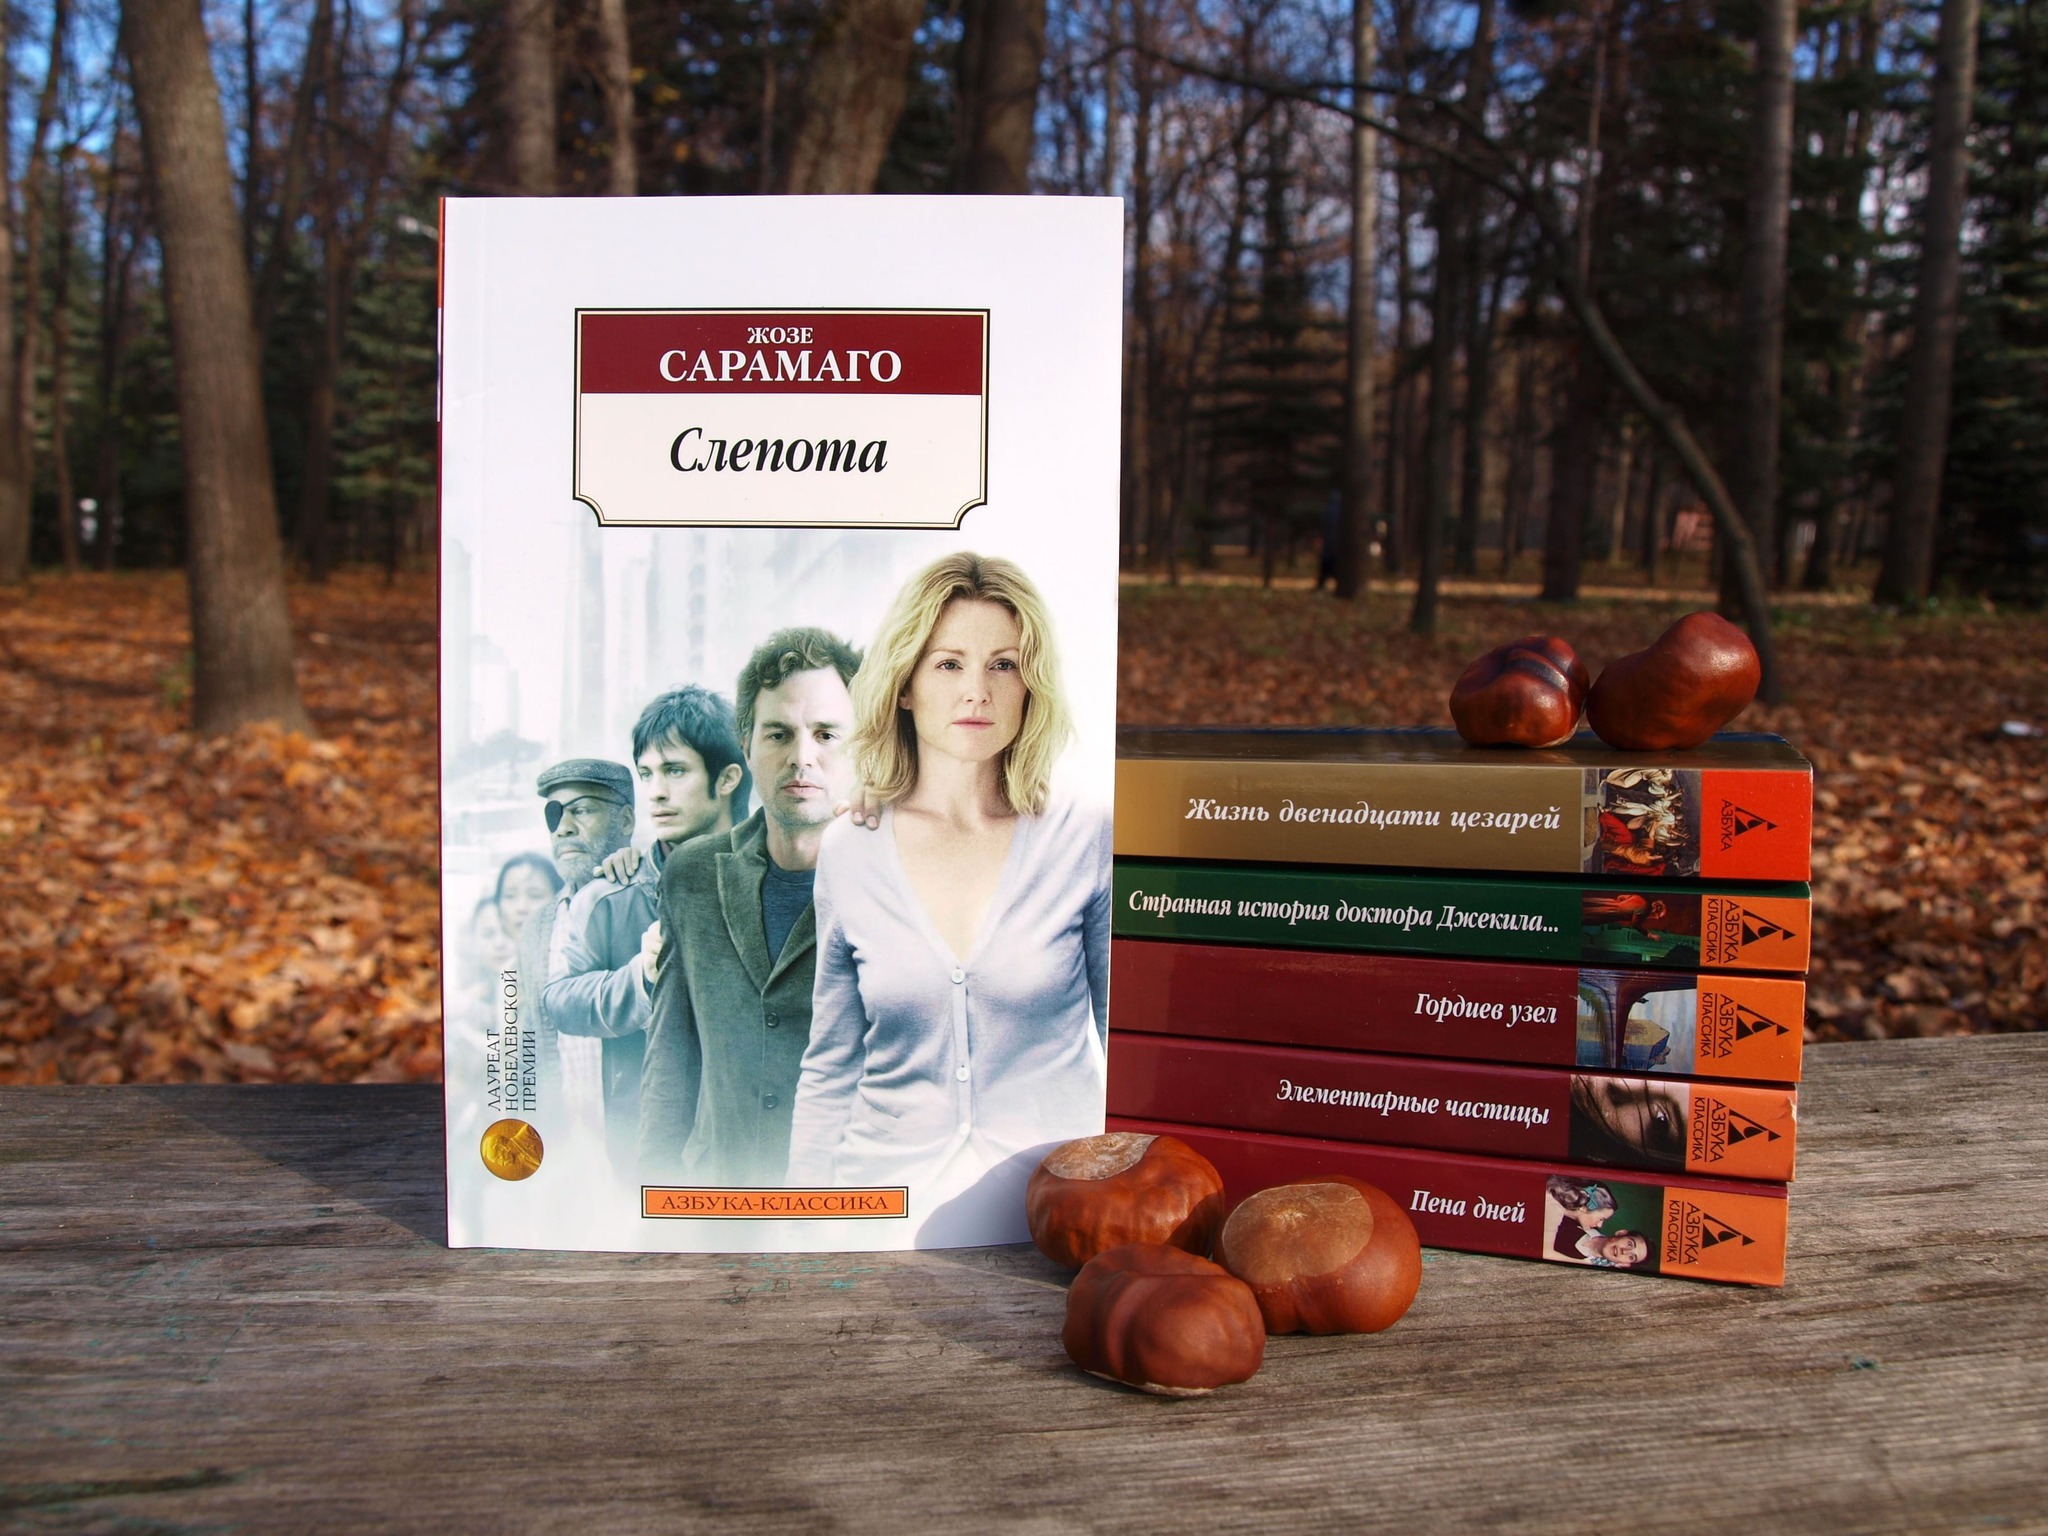 ЖОЗЕ
САРАМАГО
Слепота
ЛАУРЕАТ
НОБЕЛЕВСКОЙ
ПРЕМИИ
АЗБУКА-КЛАССИКА
Жизнь двенадцати цезарей
АЗБУКА
Странная история доктора Джекила...
АЗБУКА
КЛАССИКА
Гордиев узел
АЗБУКА
КЛАССИКА
Элементарные частицы
АЗБУКА
КЛАССИКА
Пена дней
АЗБУКА
КЛАССИКА